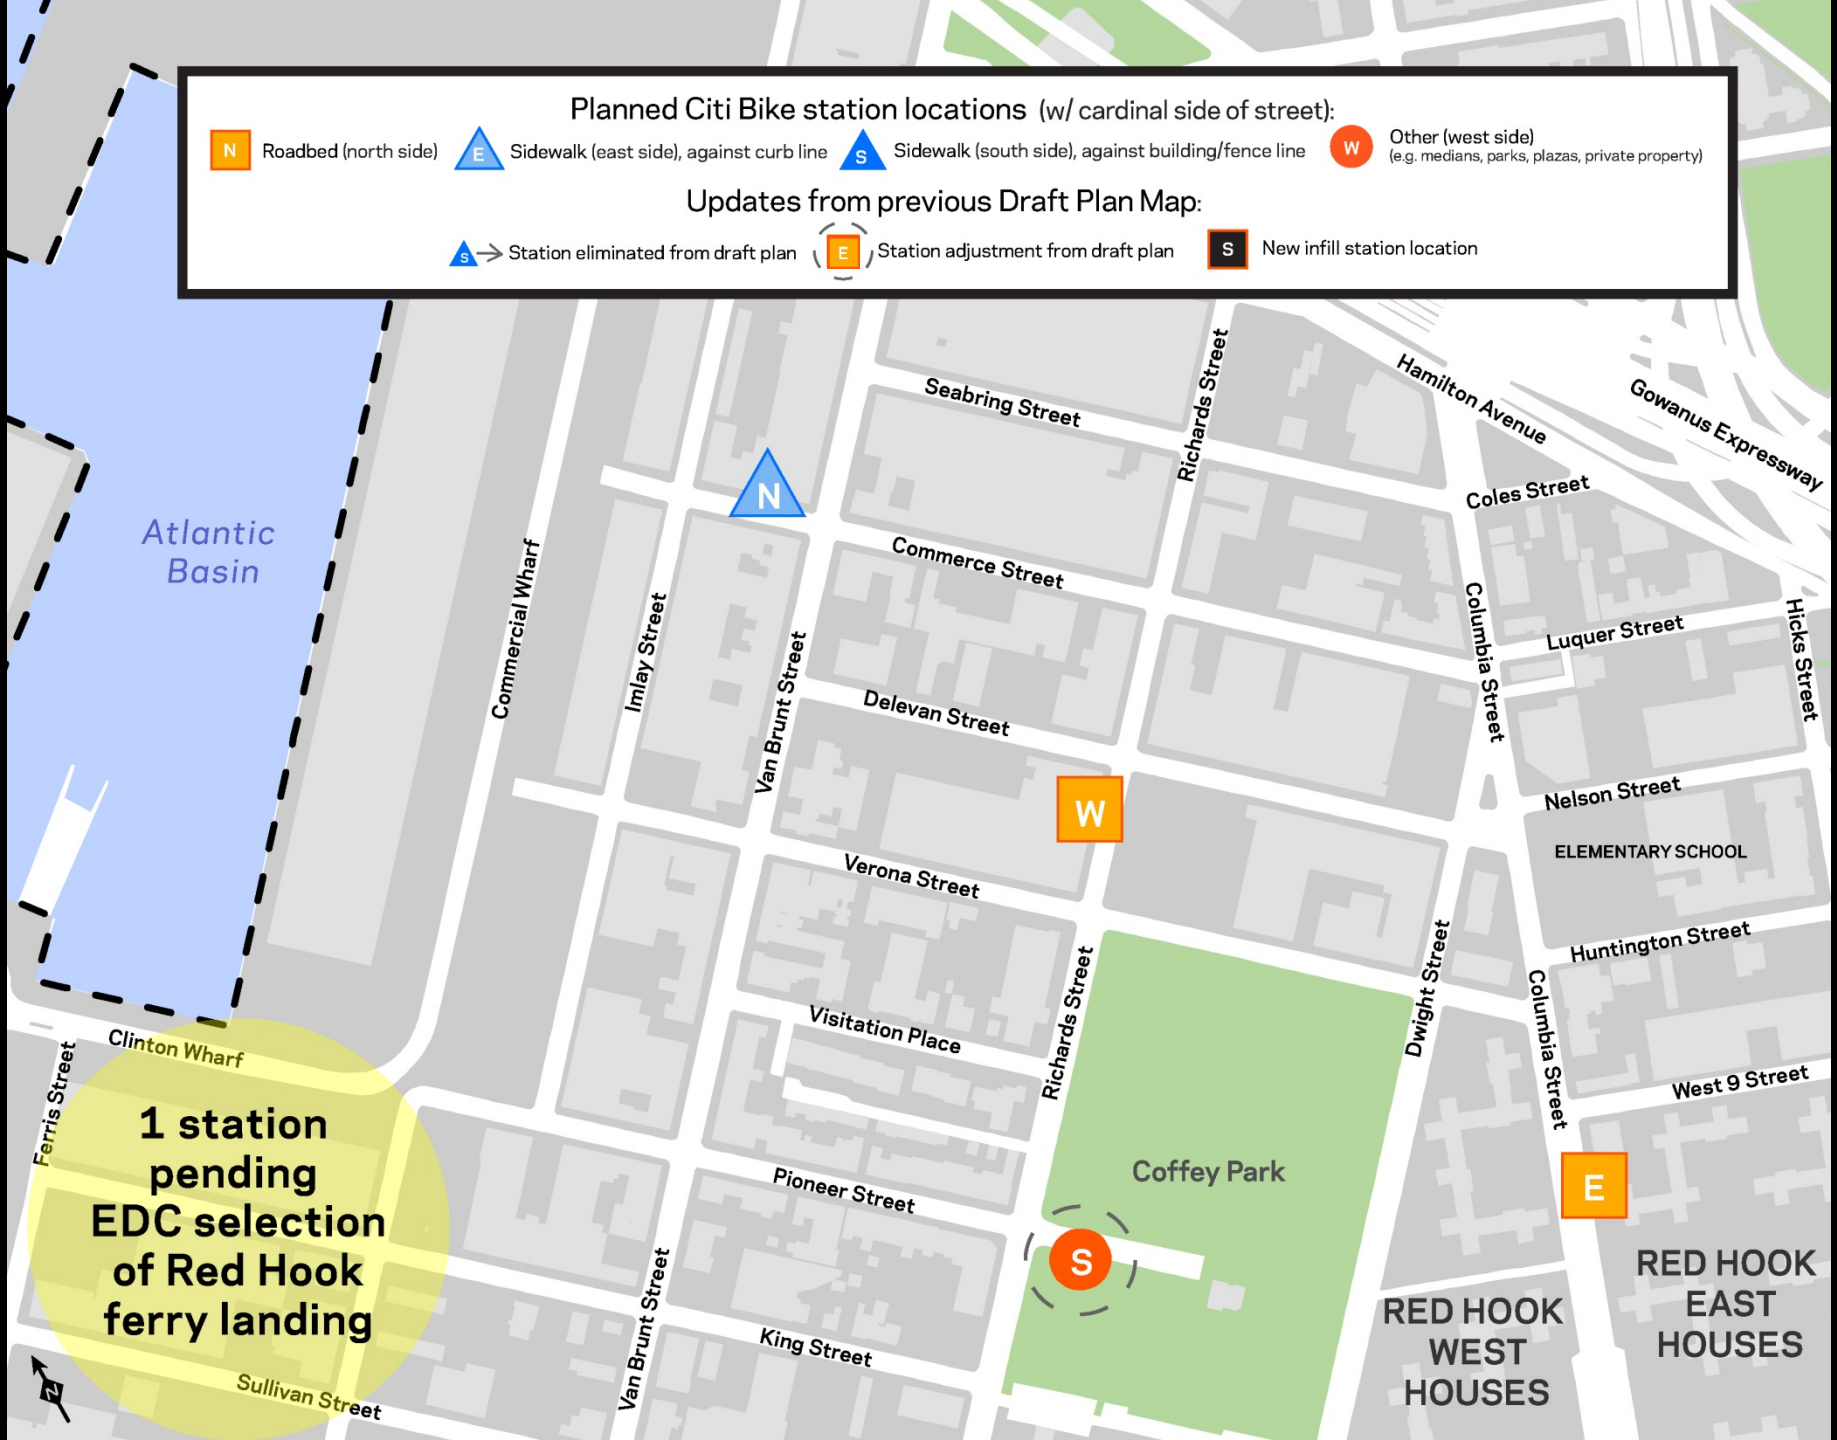 Planned Citi Bike station locations (w/ cardinal side of street):
N Roadbed (north side)
E Sidewalk (east side), against curb line
S Sidewalk (south side), against building/fence line
W Other (west side)
(e.g. medians, parks, plazas, private property)
Updates from previous Draft Plan Map:
S Station eliminated from draft plan
E Station adjustment from draft plan
S New infill station location
Seabring Street
Richards Street
Hamilton Avenue
Gowanus Expressway
Coles Street
N
Atlantic
Basin
Commercial Wharf
Commerce Street
Imlay Street
Columbia Street
Luquer Street
Hicks Street
Van Brunt Street
Delevan Street
W
Nelson Street
ELEMENTARY SCHOOL
Verona Street
Huntington Street
Dwight Street
Richards Street
Columbia Street
Visitation Place
Clinton Wharf
Ferris Street
West 9 Street
1 station
pending
EDC selection
of Red Hook
ferry landing
Coffey Park
Pioneer Street
E
S
RED HOOK
EAST
HOUSES
RED HOOK
WEST
HOUSES
Van Brunt Street
King Street
Sullivan Street
N